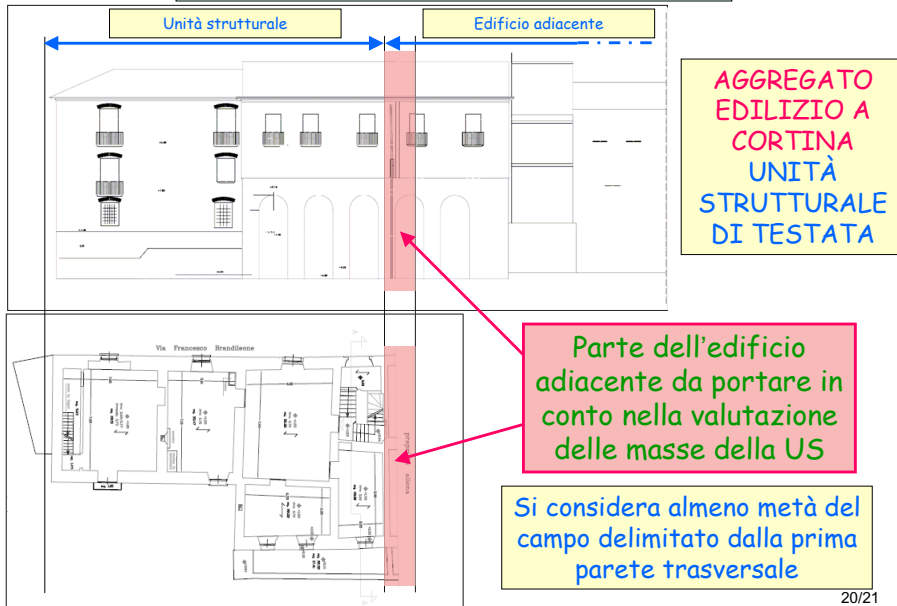 Unità strutturale
Edificio adiacente
AGGREGATO
EDILIZIO A
CORTINA
UNITÀ
STRUTTURALE
DI TESTATA
Via Francesco Brandileone
Parte dell'edificio
adiacente da portare in
conto nella valutazione
delle masse della US
Si considera almeno metà del
campo delimitato dalla prima
parete trasversale
aliena
20/21